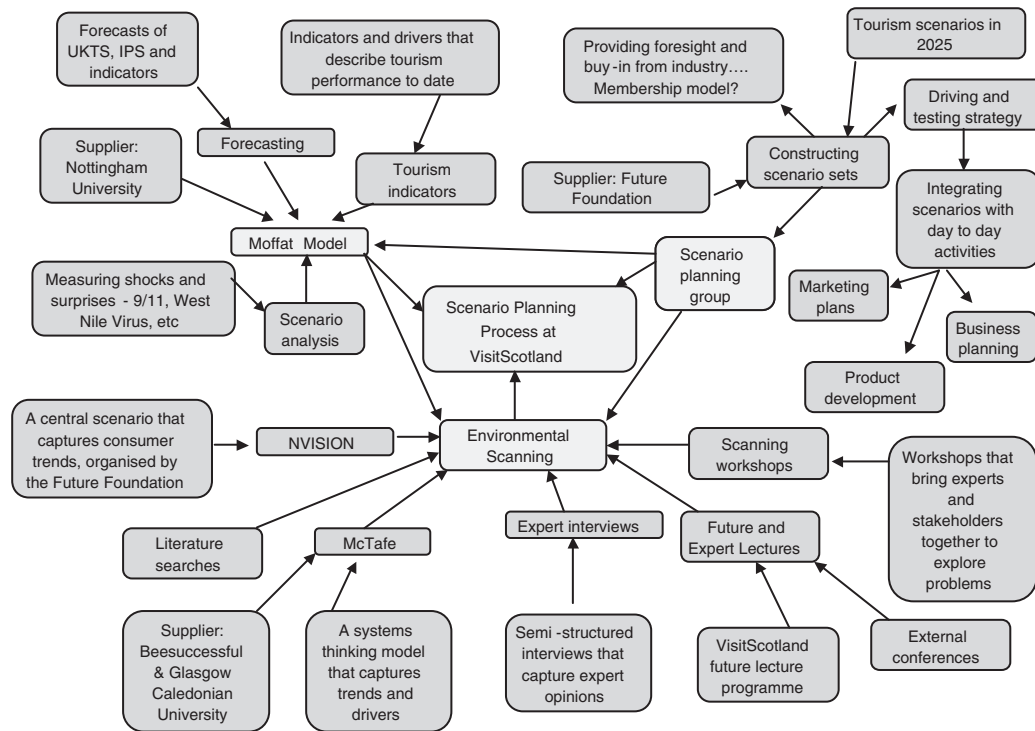 Forecasts of
UKTS, IPS and
indicators
Indicators and drivers that
describe tourism
performance to date
Providing foresight and
buy-in from industry....
Membership model?
Tourism scenarios in
2025
Driving and
testing strategy
Supplier:
Nottingham
University
Forecasting
Tourism
indicators
Supplier: Future
Foundation
Constructing
scenario sets
Integrating
scenarios with
day to day
activities
Moffat Model
Scenario
planning
group
Measuring shocks and
surprises - 9/11, West
Nile Virus, etc
Scenario
analysis
Scenario Planning
Process at
VisitScotland
Marketing
plans
Business
planning
Product
development
A central scenario that
captures consumer
trends, organised by
the Future Foundation
NVISION
Environmental
Scanning
Scanning
workshops
Workshops that
bring experts
and
stakeholders
together to
explore
problems
Literature
searches
McTafe
Expert interviews
Future and
Expert Lectures
Supplier:
Beesuccessful
& Glasgow
Caledonian
University
A systems
thinking model
that captures
trends and
drivers
Semi -structured
interviews that
capture expert
opinions
VisitScotland
future lecture
programme
External
conferences